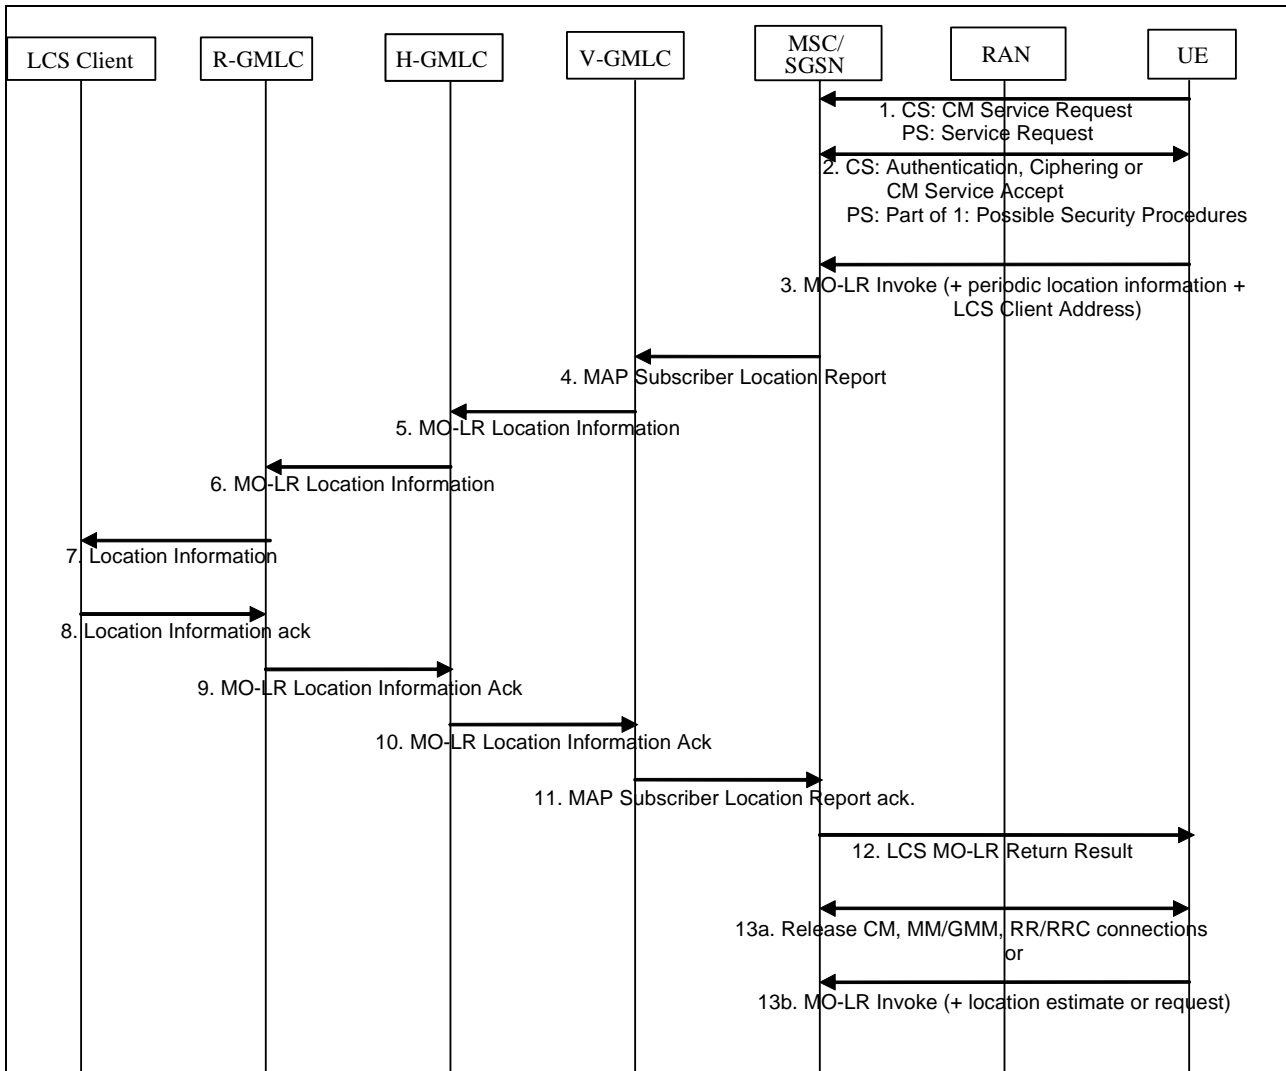 LCS Client
R-GMLC
H-GMLC
V-GMLC
MSC/
SGSN
RAN
UE
1. CS: CM Service Request
PS: Service Request
2. CS: Authentication, Ciphering or
CM Service Accept
PS: Part of 1: Possible Security Procedures
3. MO-LR Invoke (+ periodic location information +
LCS Client Address)
4. MAP Subscriber Location Report
5. MO-LR Location Information
6. MO-LR Location Information
7. Location Information
8. Location Information ack
9. MO-LR Location Information Ack
10. MO-LR Location Information Ack
11. MAP Subscriber Location Report ack.
12. LCS MO-LR Return Result
13a. Release CM, MM/GMM, RR/RRC connections
or
13b. MO-LR Invoke (+ location estimate or request)